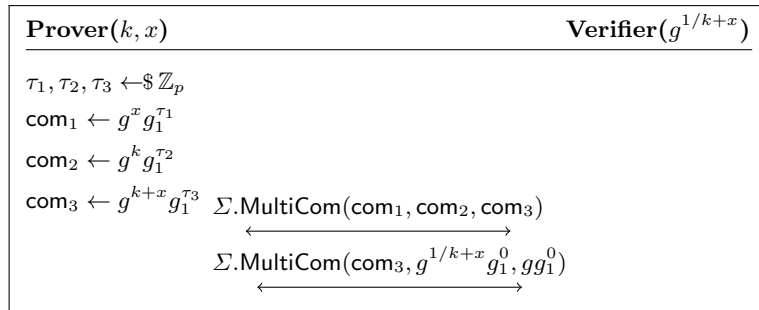 Prover(k, x) Verifier(g^{1/k+x})
τ₁, τ₂, τ₃ ←$ ℤ_p
com₁ ← g^x g₁^{τ₁}
com₂ ← g^k g₁^{τ₂}
com₃ ← g^{k+x} g₁^{τ₃} Σ.MultiCom(com₁, com₂, com₃)
Σ.MultiCom(com₃, g^{1/k+x} g₁^0, g g₁^0)